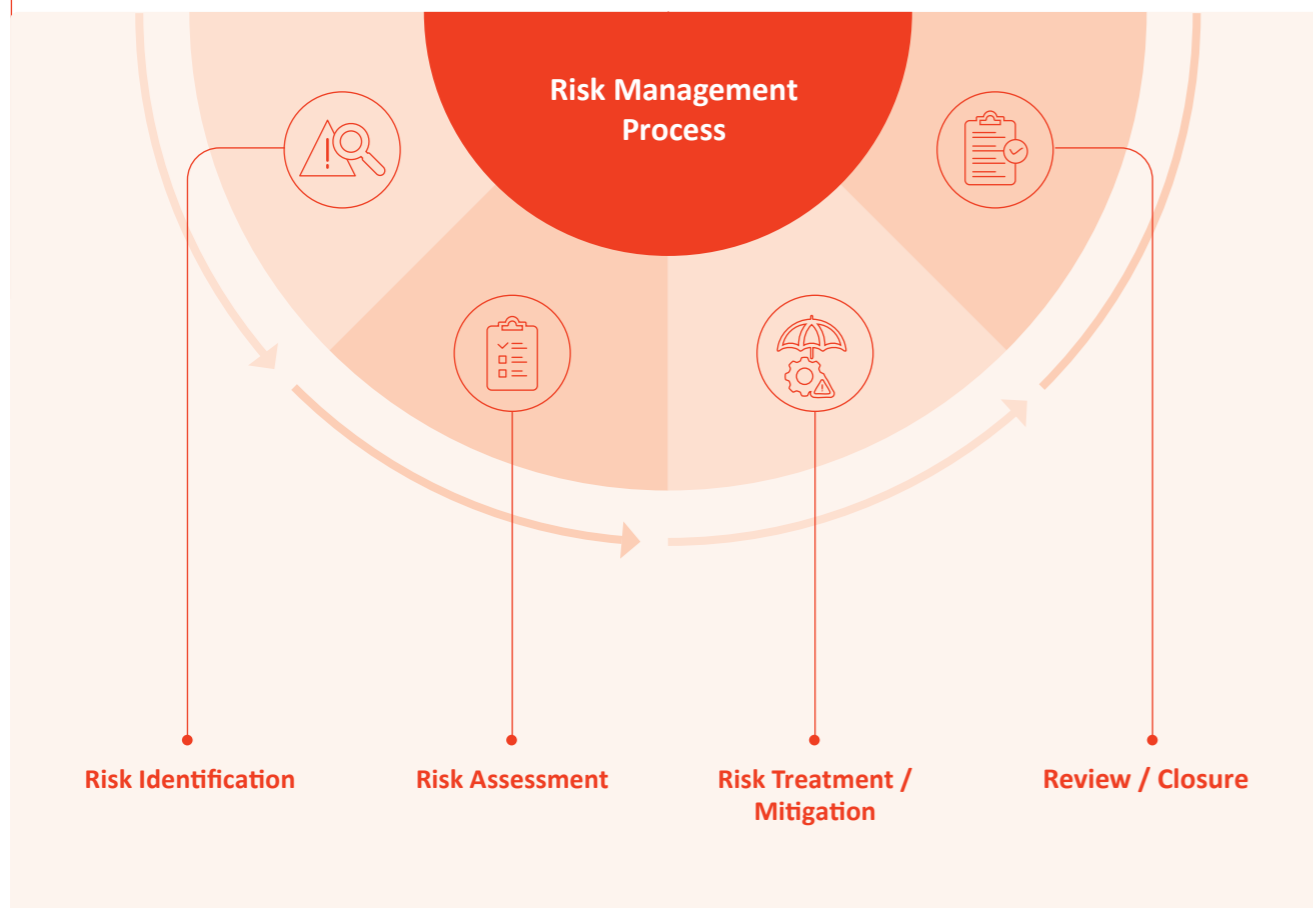 Risk Management
Process
Risk Identification
Risk Assessment
Risk Treatment /
Mitigation
Review / Closure